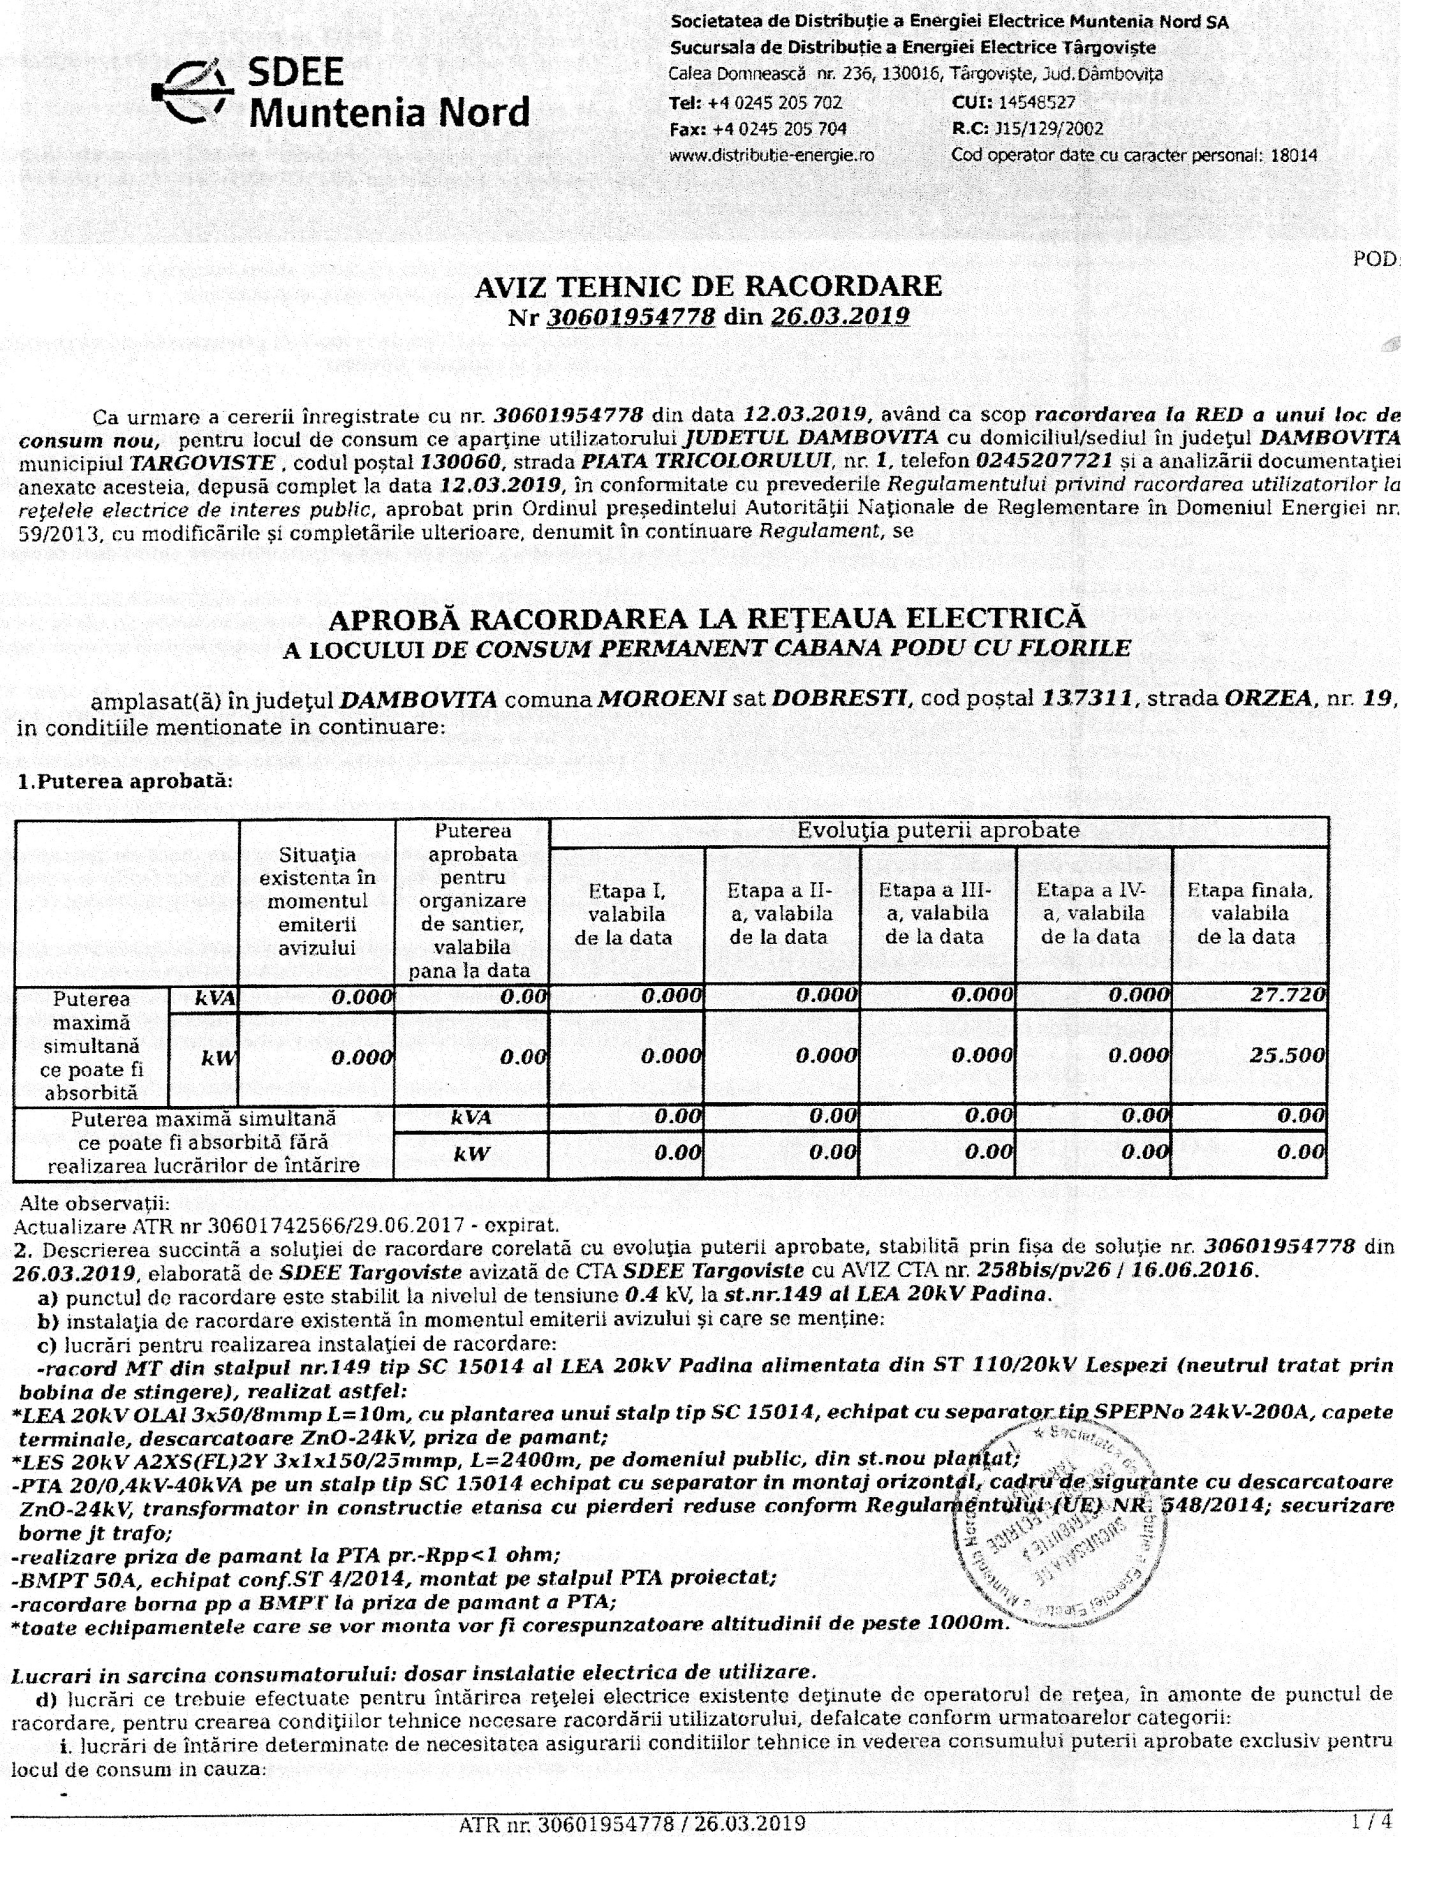 SDEE
Muntenia Nord
Societatea de Distribuție a Energiei Electrice Muntenia Nord SA
Sucursala de Distribuție a Energiei Electrice Târgoviște
Calea Domnească nr. 236, 130016, Târgoviște, Jud. Dâmbovița
Tel: +4 0245 205 702 CUI: 14548527
Fax: +4 0245 205 704 R.C: J15/129/2002
www.distributie-energie.ro Cod operator date cu caracter personal: 18014
POD:
AVIZ TEHNIC DE RACORDARE
Nr 30601954778 din 26.03.2019
Ca urmare a cererii înregistrate cu nr. 30601954778 din data 12.03.2019, având ca scop racordarea la RED a unui loc de
consum nou, pentru locul de consum ce aparţine utilizatorului JUDETUL DAMBOVITA cu domiciliul/sediul în judeţul DAMBOVITA
municipiul TARGOVISTE , codul poştal 130060, strada PIATA TRICOLORULUI, nr. 1, telefon 0245207721 și a analizării documentaţiei
anexate acesteia, depusă complet la data 12.03.2019, în conformitate cu prevederile Regulamentului privind racordarea utilizatorilor la
reţelele electrice de interes public, aprobat prin Ordinul preşedintelui Autorităţii Naţionale de Reglementare în Domeniul Energiei nr.
59/2013, cu modificările şi completările ulterioare, denumit în continuare Regulament, se
APROBĂ RACORDAREA LA REŢEAUA ELECTRICĂ
A LOCULUI DE CONSUM PERMANENT CABANA PODU CU FLORILE
amplasat(ă) în judeţul DAMBOVITA comuna MOROENI sat DOBRESTI, cod poştal 137311, strada ORZEA, nr. 19,
in conditiile mentionate in continuare:
1.Puterea aprobată:
Situaţia
existenta în
momentul
emiterii
avizului
Puterea
aprobata
pentru
organizare
de santier,
valabila
pana la data
Evoluţia puterii aprobate
Etapa I,
valabila
de la data
Etapa a II-
a, valabila
de la data
Etapa a III-
a, valabila
de la data
Etapa a IV-
a, valabila
de la data
Etapa finala,
valabila
de la data
Puterea
maximă
simultană
ce poate fi
absorbită
kVA 0.000 0.00 0.000 0.000 0.000 0.000 27.720
kW 0.000 0.00 0.000 0.000 0.000 0.000 25.500
Puterea maximă simultană
ce poate fi absorbită fără
realizarea lucrărilor de întărire
kVA 0.00 0.00 0.00 0.00 0.00
kW 0.00 0.00 0.00 0.00 0.00
Alte observaţii:
Actualizare ATR nr 30601742566/29.06.2017 - expirat.
2. Descrierea succintă a soluţiei de racordare corelată cu evoluţia puterii aprobate, stabilită prin fişa de soluţie nr. 30601954778 din
26.03.2019, elaborată de SDEE Targoviste avizată de CTA SDEE Targoviste cu AVIZ CTA nr. 258bis/pv26 / 16.06.2016.
a) punctul de racordare este stabilit la nivelul de tensiune 0.4 kV, la st.nr.149 al LEA 20kV Padina.
b) instalaţia de racordare existentă în momentul emiterii avizului şi care se menţine:
c) lucrări pentru realizarea instalaţiei de racordare:
-racord MT din stalpul nr.149 tip SC 15014 al LEA 20kV Padina alimentata din ST 110/20kV Lespezi (neutrul tratat prin
bobina de stingere), realizat astfel:
*LEA 20kV OLAl 3x50/8mmp L=10m, cu plantarea unui stalp tip SC 15014, echipat cu separator tip SPEPNo 24kV-200A, capete
terminale, descarcatoare ZnO-24kV, priza de pamant;
*LES 20kV A2XS(FL)2Y 3x1x150/25mmp, L=2400m, pe domeniul public, din st.nou plantat;
-PTA 20/0,4kV-40kVA pe un stalp tip SC 15014 echipat cu separator in montaj orizontal, cadru de sigurante cu descarcatoare
ZnO-24kV, transformator in constructie etansa cu pierderi reduse conform Regulamentului (UE) NR. 548/2014; securizare
borne jt trafo;
-realizare priza de pamant la PTA pr.-Rpp<1 ohm;
-BMPT 50A, echipat conf.ST 4/2014, montat pe stalpul PTA proiectat;
-racordare borna pp a BMPT la priza de pamant a PTA;
*toate echipamentele care se vor monta vor fi corespunzatoare altitudinii de peste 1000m.
Lucrari in sarcina consumatorului: dosar instalatie electrica de utilizare.
d) lucrări ce trebuie efectuate pentru întărirea reţelei electrice existente deţinute de operatorul de reţea, în amonte de punctul de
racordare, pentru crearea condiţiilor tehnice necesare racordării utilizatorului, defalcate conform urmatoarelor categorii:
i. lucrări de întărire determinate de necesitatea asigurarii conditiilor tehnice in vederea consumului puterii aprobate exclusiv pentru
locul de consum in cauza:
-
ATR nr. 30601954778 / 26.03.2019 1 / 4